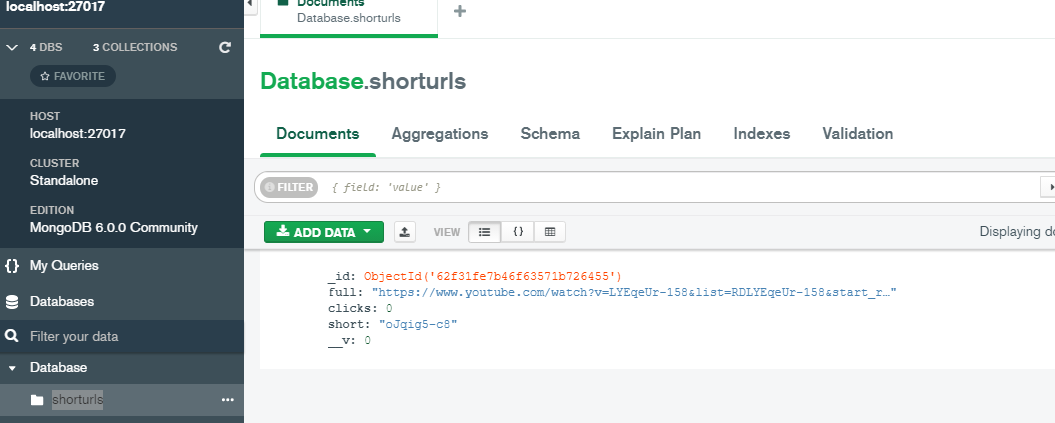 localhost:27017
4 DBS 3 COLLECTIONS
FAVORITE
HOST
localhost:27017
CLUSTER
Standalone
EDITION
MongoDB 6.0.0 Community
{} My Queries
Databases
Filter your data
Database
shorturls
Documents
Database.shorturls
+
Database.shorturls
Documents Aggregations Schema Explain Plan Indexes Validation
FILTER { field: 'value' }
ADD DATA VIEW {} Displaying do
_id: ObjectId('62f31fe7b46f63571b726455')
full: "https://www.youtube.com/watch?v=LYEqeUr-158&list=RDLYEqeUr-158&start_r…"
clicks: 0
short: "oJqig5-c8"
__v: 0